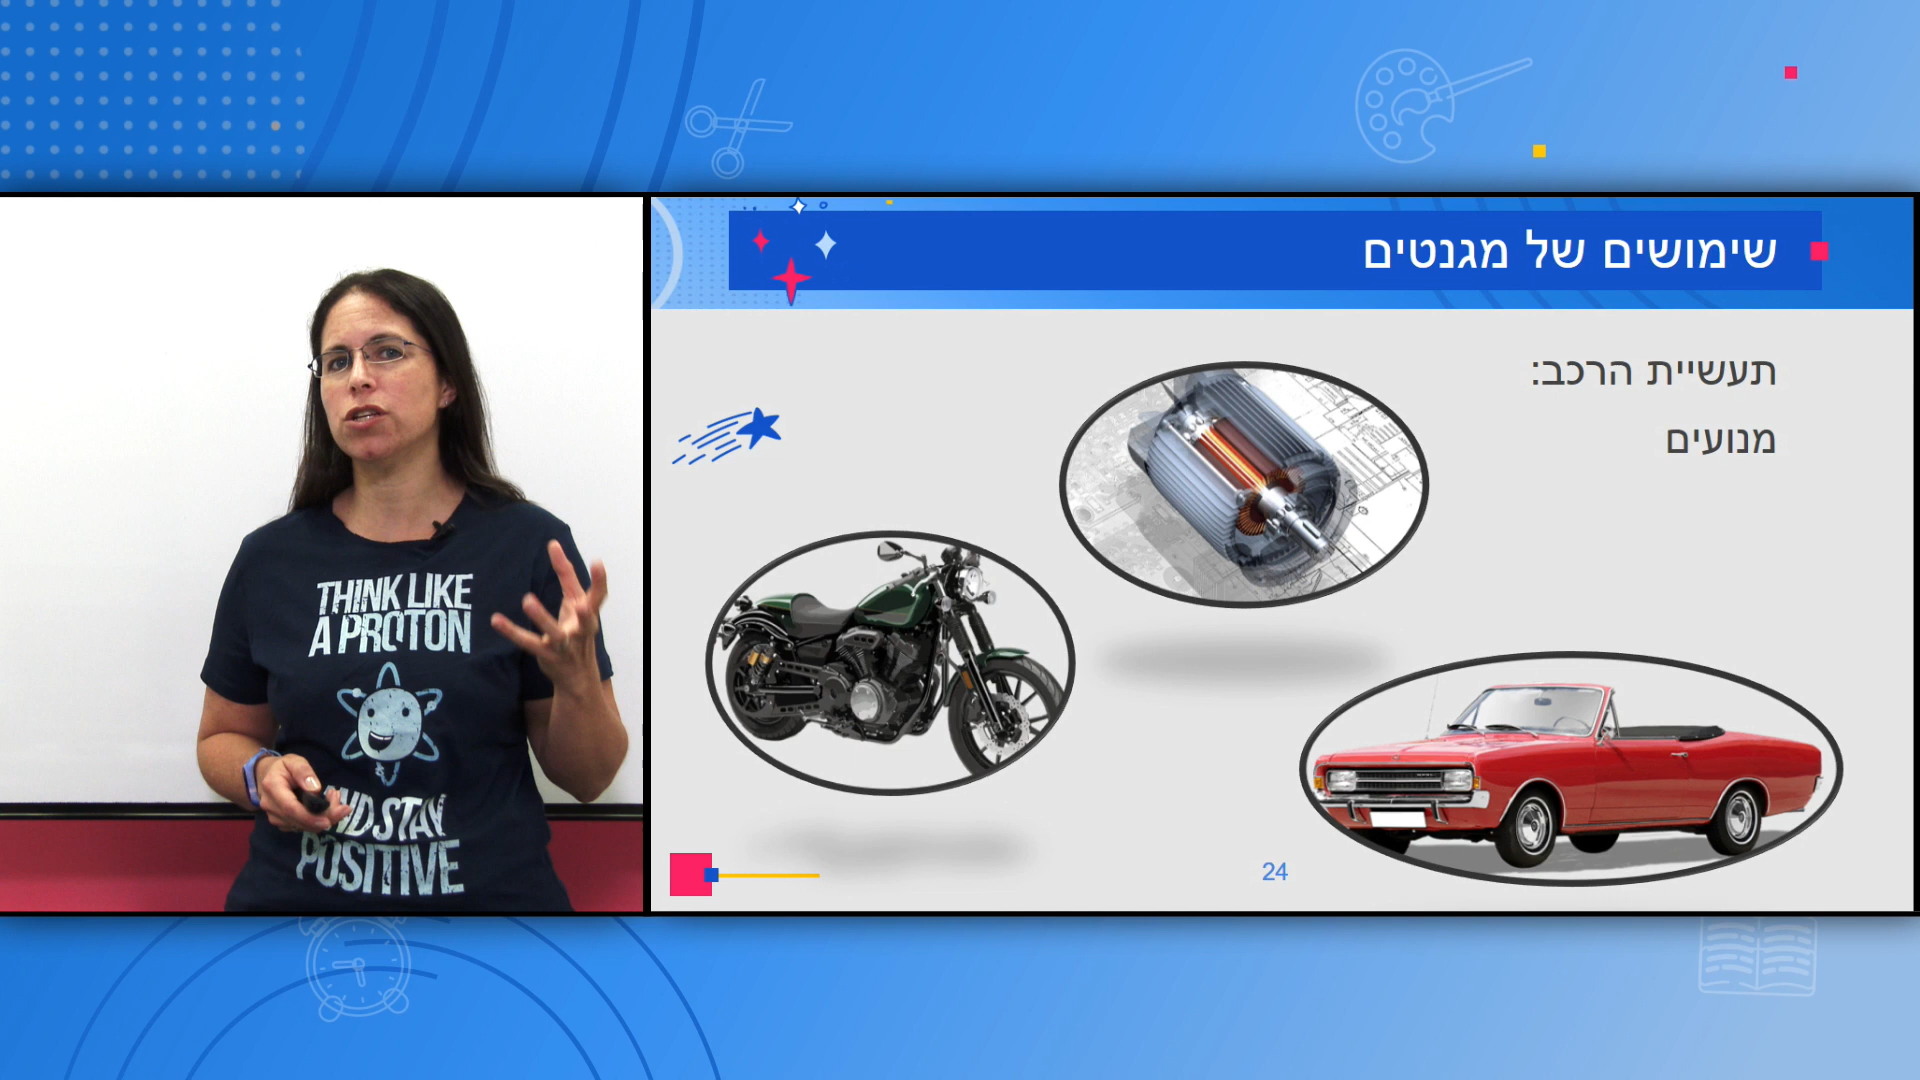 שימושים של מגנטים
תעשיית הרכב:
מנועים
24
THINK LIKE
A PROTON
AND STAY
POSITIVE